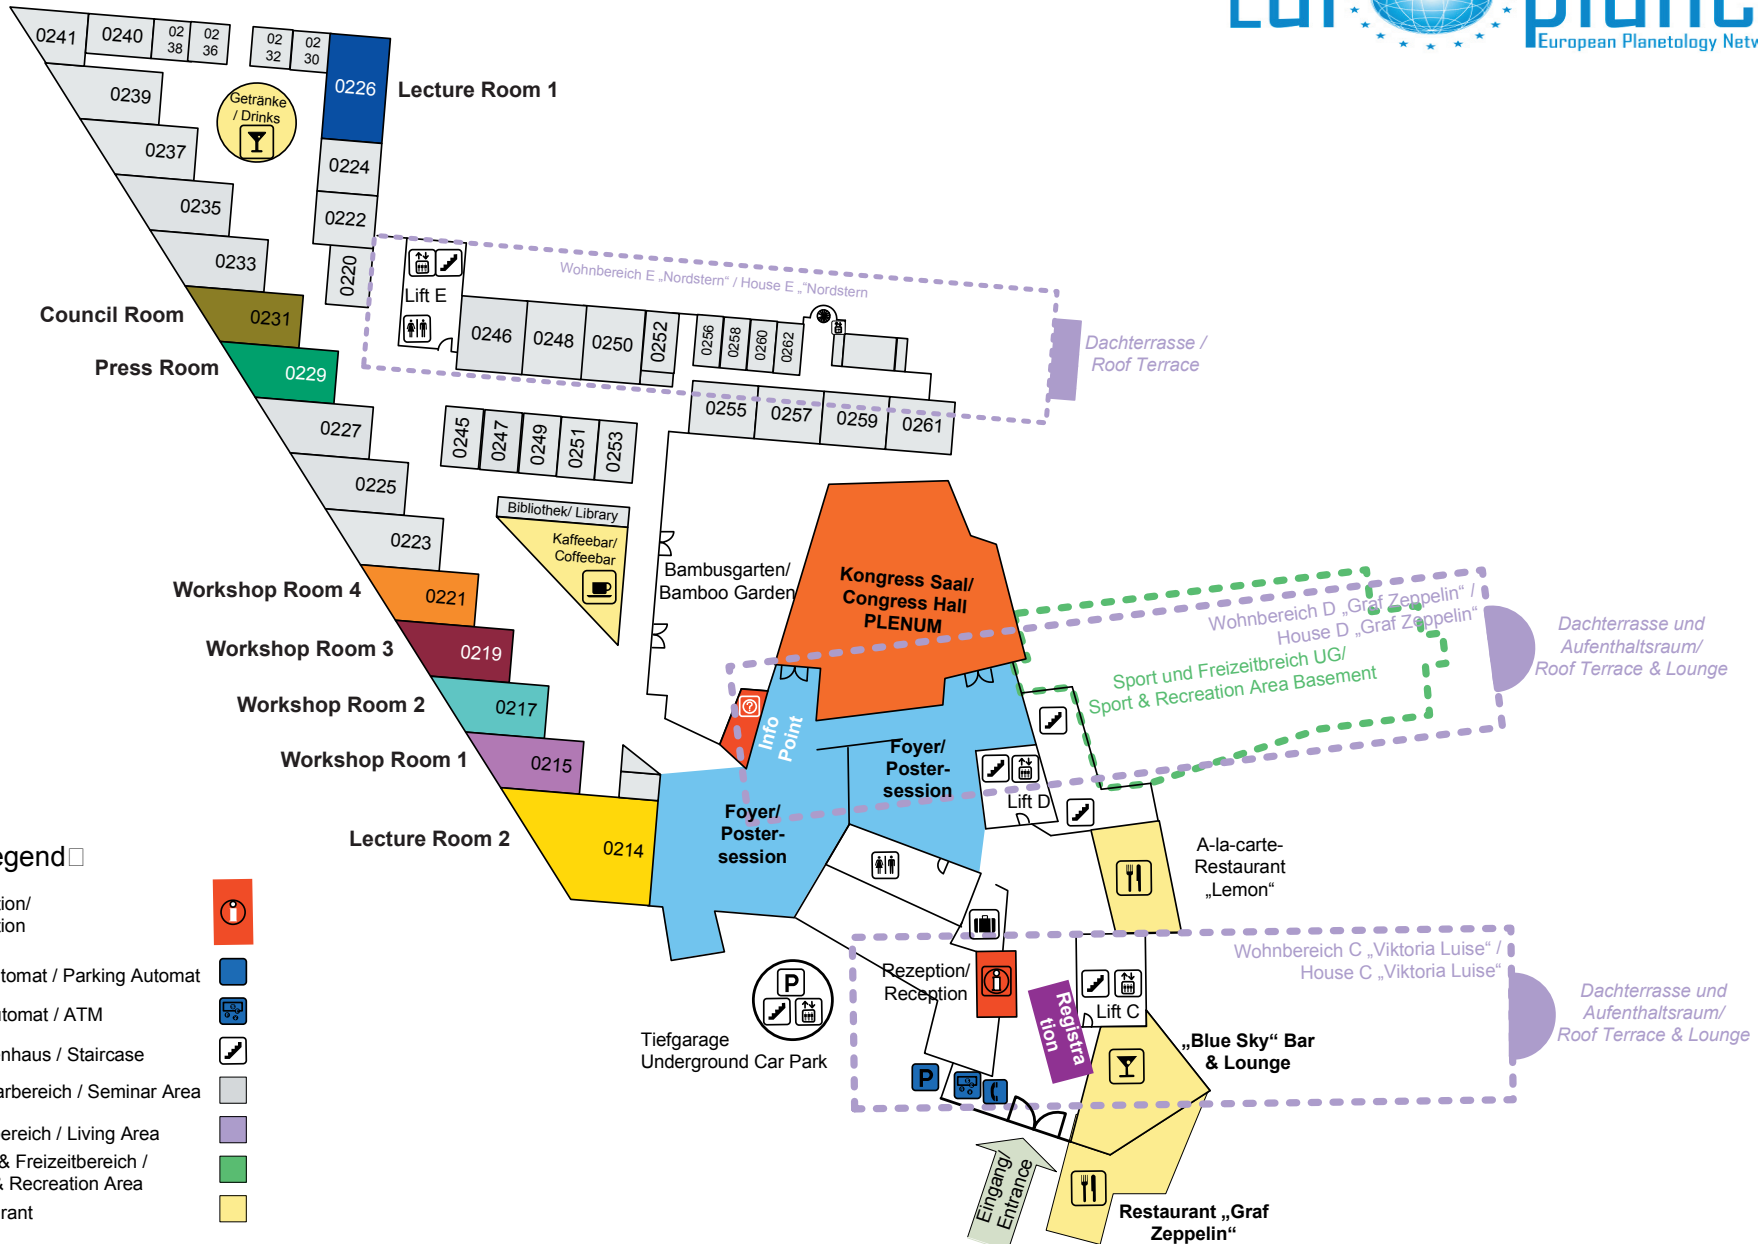 European Planetology Netw
0241
0240
02
38
02
36
02
32
02
30
0226
Lecture Room 1
0239
Getränke
/ Drinks
0237
0224
0235
0222
0233
0220
Lift E
Wohnbereich E „Nordstern“ / House E „“Nordstern
Council Room
0231
0246
0248
0250
0252
0256
0258
0260
0262
Dachterrasse /
Roof Terrace
Press Room
0229
0227
0245
0247
0249
0251
0253
0255
0257
0259
0261
0225
Bibliothek/ Library
Kaffeebar/
Coffeebar
0223
Bambusgarten/
Bamboo Garden
Kongress Saal/
Congress Hall
PLENUM
Workshop Room 4
0221
Wohnbereich D „Graf Zeppelin“ /
House D „Graf Zeppelin“
Dachterrasse und
Aufenthaltsraum/
Roof Terrace & Lounge
Workshop Room 3
0219
Sport und Freizeitbreich UG/
Sport & Recreation Area Basement
Workshop Room 2
0217
Info
Point
Workshop Room 1
0215
Foyer/
Poster-
session
Lift D
Foyer/
Poster-
session
Lecture Room 2
0214
A-la-carte-
Restaurant
„Lemon“
egend
tion/
tion
utomat / Parking Automat
utomat / ATM
enhaus / Staircase
arbereich / Seminar Area
bereich / Living Area
& Freizeitbereich /
& Recreation Area
rant
Wohnbereich C „Viktoria Luise“ /
House C „Viktoria Luise“
Dachterrasse und
Aufenthaltsraum/
Roof Terrace & Lounge
Rezeption/
Reception
P
Tiefgarage
Underground Car Park
Registra
tion
Lift C
„Blue Sky“ Bar
& Lounge
P
Eingang/
Entrance
Restaurant „Graf
Zeppelin“